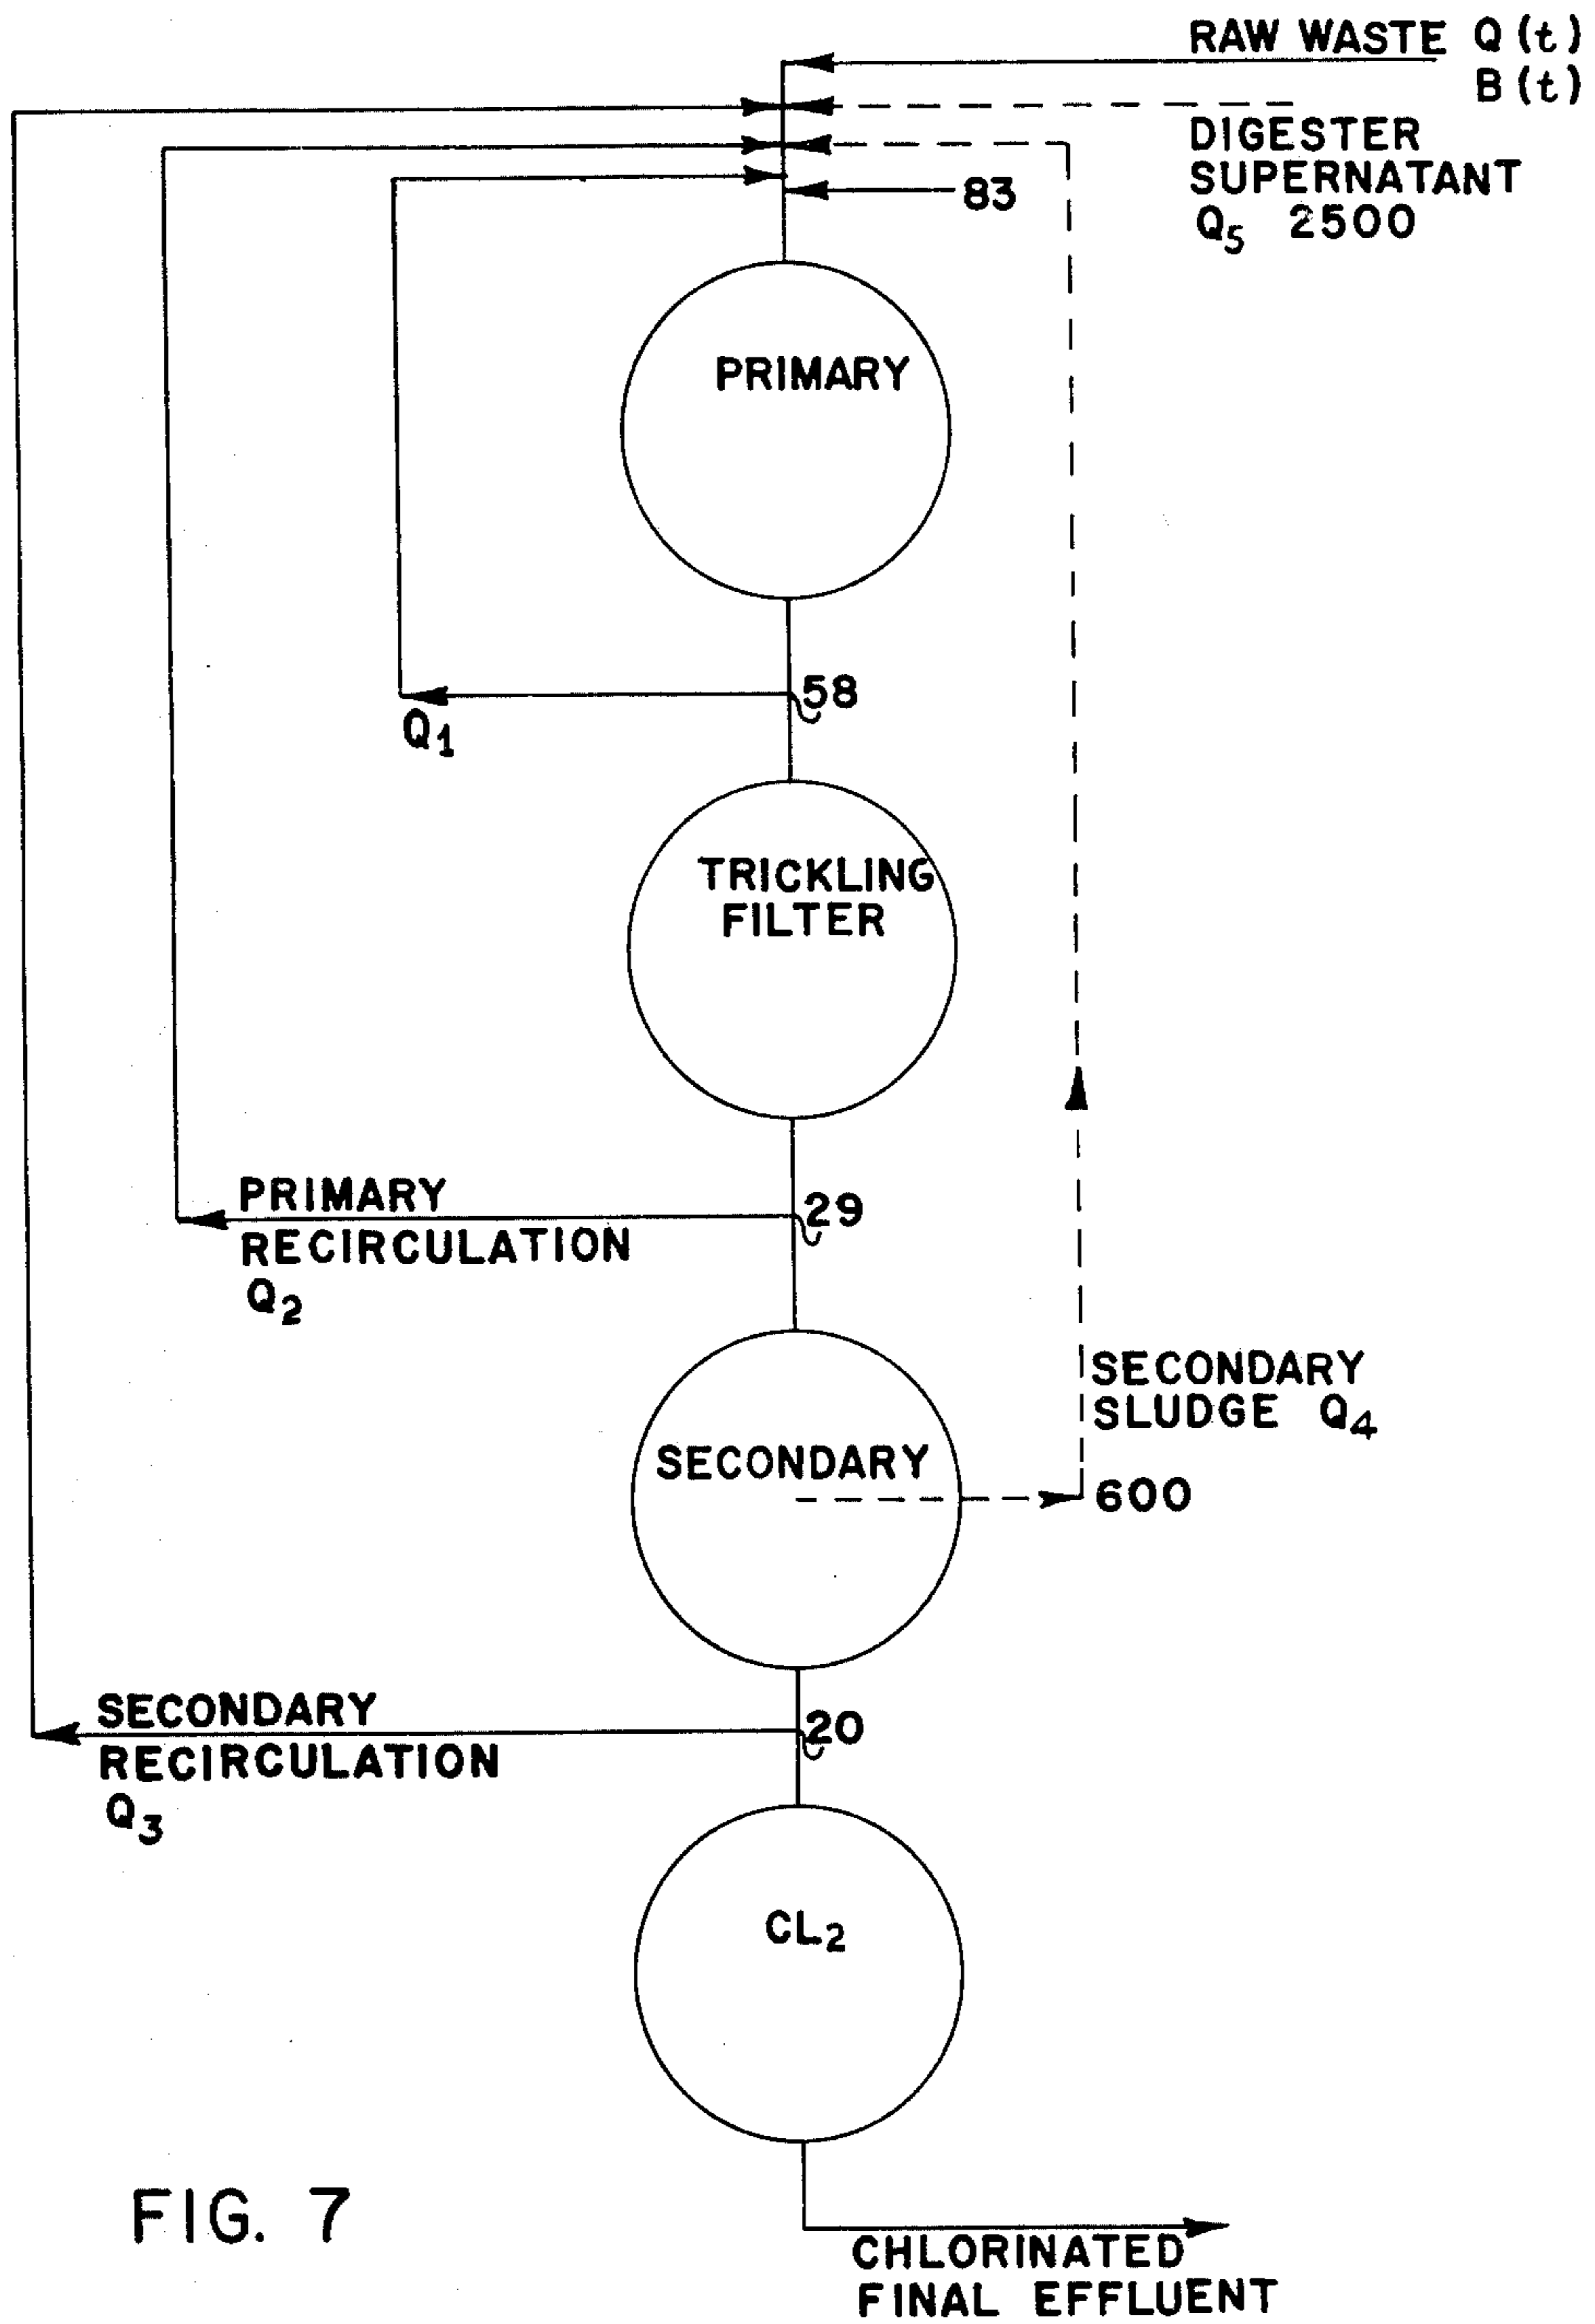 RAW WASTE Q (t)
B (t)
DIGESTER
SUPERNATANT
Q5 2500
83
PRIMARY
58
Q1
TRICKLING
FILTER
PRIMARY
29
RECIRCULATION
Q2
SECONDARY
SLUDGE Q4
SECONDARY
600
SECONDARY
20
RECIRCULATION
Q3
CL2
FIG. 7
CHLORINATED
FINAL EFFLUENT